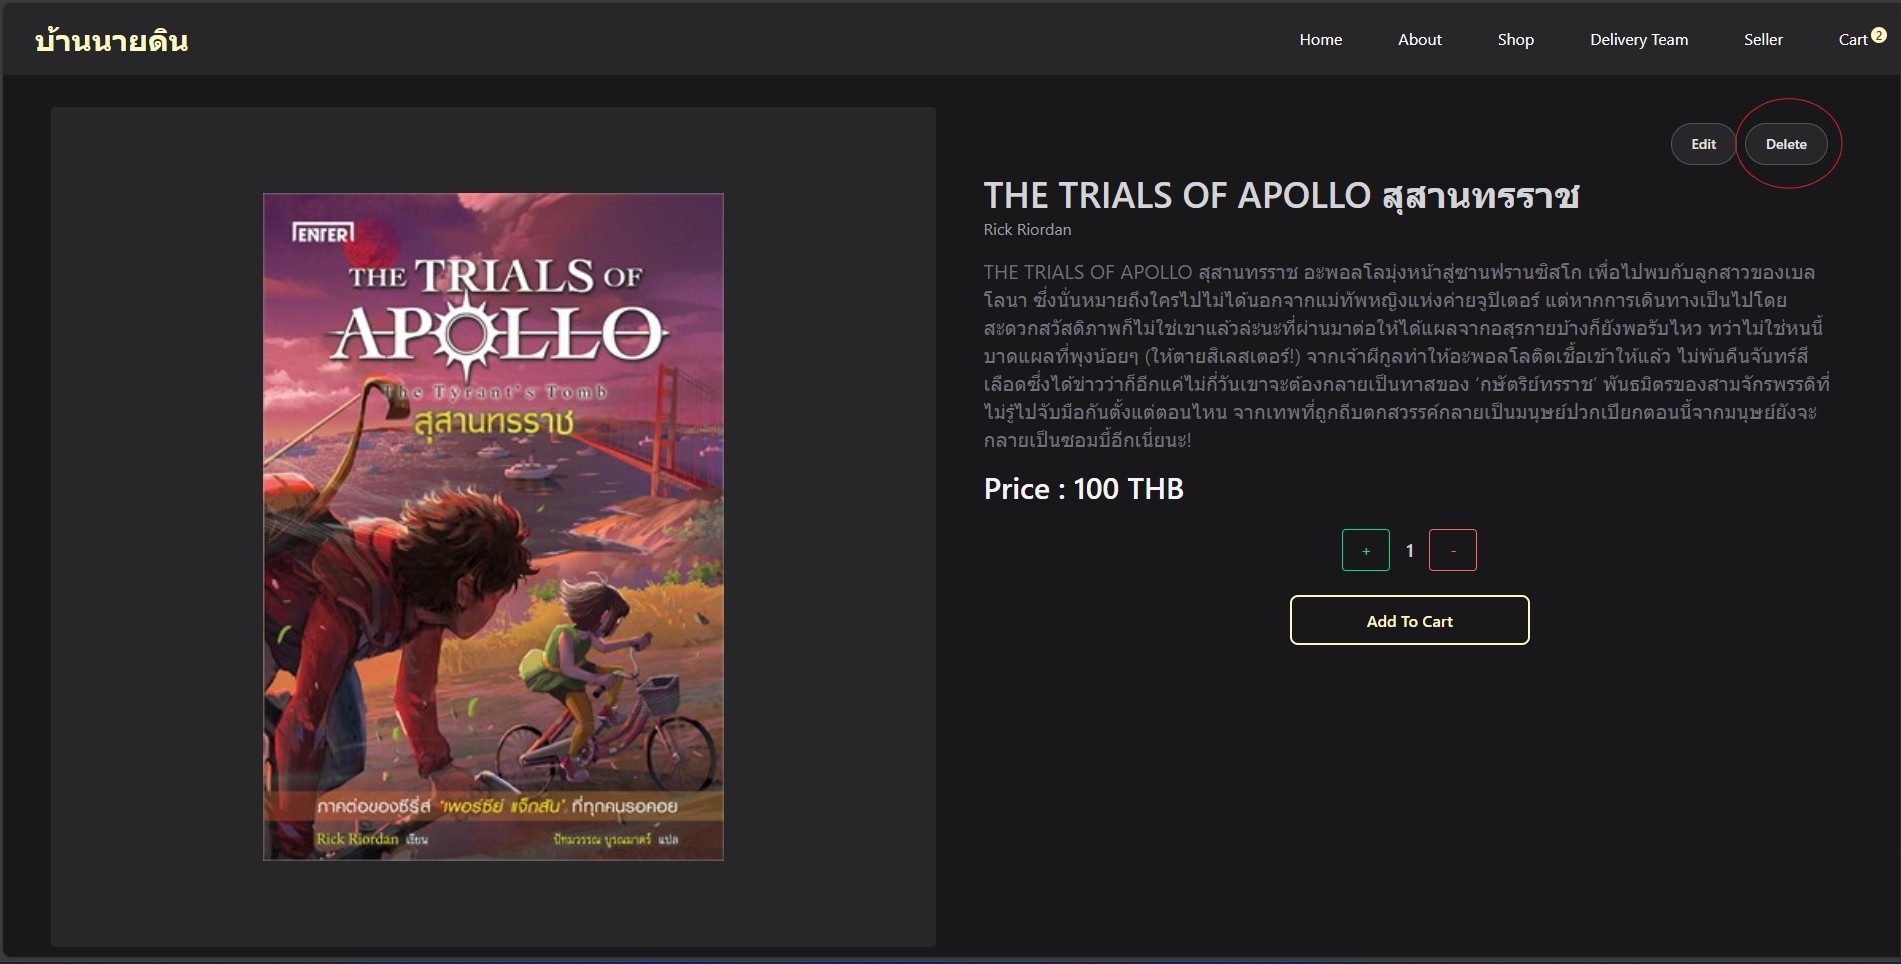 บ้านนายดิน
Home About Shop Delivery Team Seller Cart 2
Edit Delete
THE TRIALS OF APOLLO สุสานทรราช
Rick Riordan
THE TRIALS OF APOLLO สุสานทรราช อะพอลโลมุ่งหน้าสู่ซานฟรานซิสโก เพื่อไปพบกับลูกสาวของเบล
โลนา ซึ่งนั่นหมายถึงใครไปไม่ได้นอกจากแม่ทัพหญิงแห่งค่ายจูปิเตอร์ แต่หากการเดินทางเป็นไปโดย
สะดวกสวัสดิภาพก็ไม่ใช่เขาแล้วล่ะนะที่ผ่านมาต่อให้ได้แผลจากอสุรกายบ้างก็ยังพอรับไหว ทว่าไม่ใช่หนนี้
บาดแผลที่พุงน้อยๆ (ให้ตายสิเลสเตอร์!) จากเจ้าผีกูลทำให้อะพอลโลติดเชื้อเข้าให้แล้ว ไม่พ้นคืนจันทร์สี
เลือดซึ่งได้ข่าวว่าก็อีกแค่ไม่กี่วันเขาจะต้องกลายเป็นทาสของ ‘กษัตริย์ทรราช’ พันธมิตรของสามจักรพรรดิที่
ไม่รู้ไปจับมือกันตั้งแต่ตอนไหน จากเทพที่ถูกถีบตกสวรรค์กลายเป็นมนุษย์ปวกเปียกตอนนี้จากมนุษย์ยังจะ
กลายเป็นซอมบี้อีกเนี่ยนะ!
Price : 100 THB
+ 1 -
Add To Cart
ENTER
THE TRIALS OF
APOLLO
The Tyrant's Tomb
สุสานทรราช
ภาคต่อของซีรี่ส์ 'เพอร์ซีย์ แจ็กสัน' ที่ทุกคนรอคอย
Rick Riordan เขียน ปัทมวรรณ บูรณมาตร์ แปล